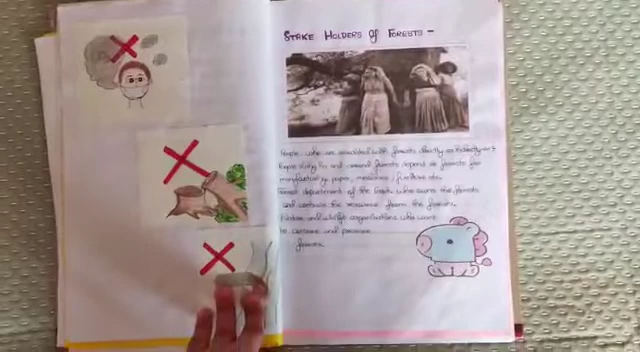 STAKE HOLDERS Of FORESTS -
People who are associated with forests directly or indirectly
People living in and around forests depend on forests for
manufacturing paper, medicines, furniture etc.
Forest department of the Govt. who owns the forests
and controls the resources from the forests.
Nature and wildlife organisations who want
to conserve and preserve
forests.